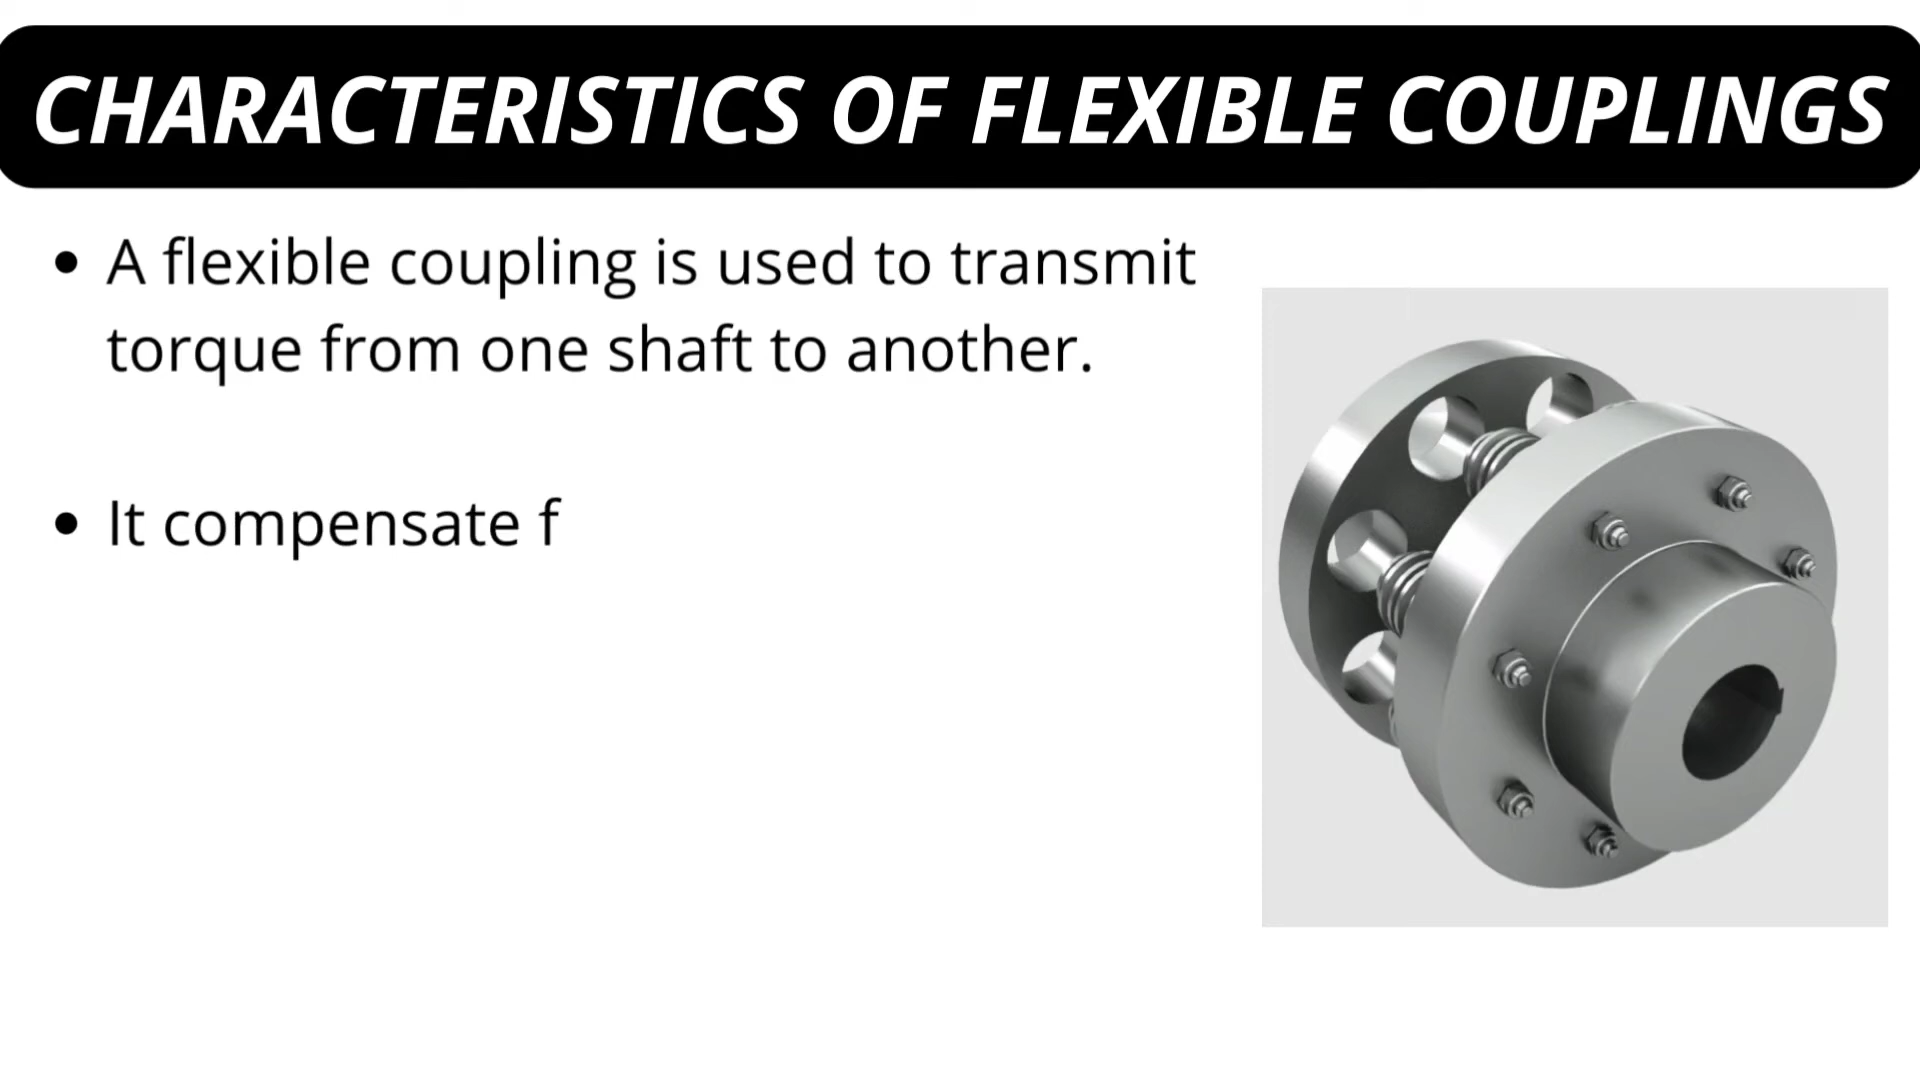 CHARACTERISTICS OF FLEXIBLE COUPLINGS
• A flexible coupling is used to transmit
torque from one shaft to another.
• It compensate f